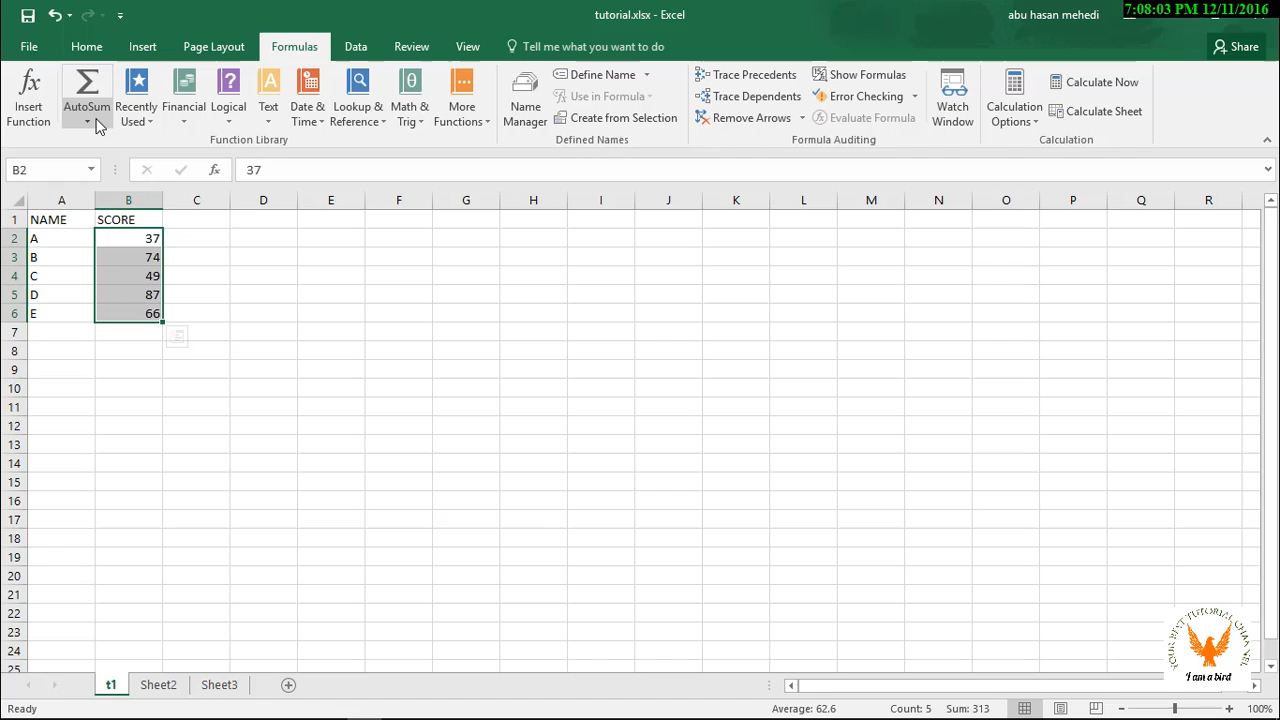 tutorial.xlsx - Excel
abu hasan mehedi
7:08:03 PM 12/11/2016
File Home Insert Page Layout Formulas Data Review View Tell me what you want to do Share
fx Insert Function
Σ AutoSum
Recently Used
Financial
Logical
Text
Date & Time
Lookup & Reference
Math & Trig
More Functions
Function Library
Name Manager
Define Name
Use in Formula
Create from Selection
Defined Names
Trace Precedents
Trace Dependents
Remove Arrows
Show Formulas
Error Checking
Evaluate Formula
Formula Auditing
Watch Window
Calculation Options
Calculate Now
Calculate Sheet
Calculation
B2 fx 37
A B C D E F G H I J K L M N O P Q R
1 NAME SCORE
2 A 37
3 B 74
4 C 49
5 D 87
6 E 66
7
8
9
10
11
12
13
14
15
16
17
18
19
20
21
22
23
24
25
YOUR BEST TUTORIAL CHANNEL
I am a bird
t1 Sheet2 Sheet3
Ready Average: 62.6 Count: 5 Sum: 313 100%